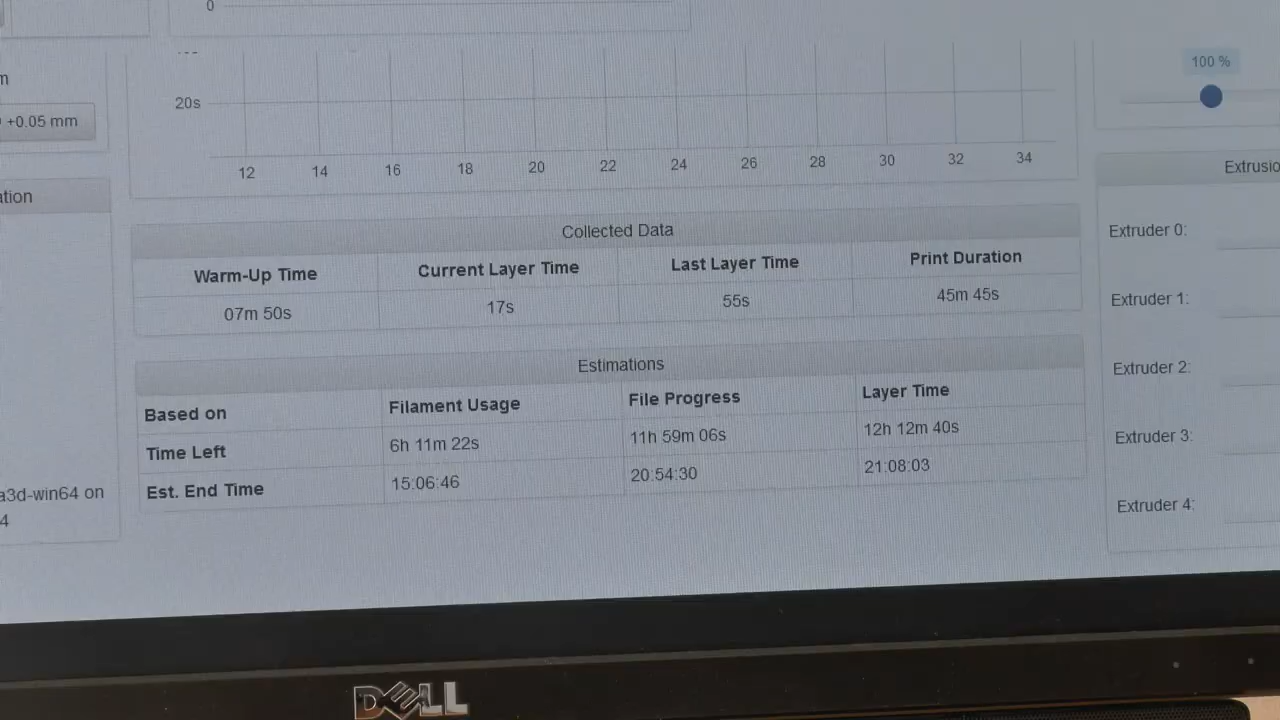 0
m
100 %
20s
+0.05 mm
12 14 16 18 20 22 24 26 28 30 32 34
Extrusio
ation
Collected Data
Extruder 0:
Warm-Up Time Current Layer Time Last Layer Time Print Duration
07m 50s 17s 55s 45m 45s
Extruder 1:
Estimations
Extruder 2:
Based on Filament Usage File Progress Layer Time
Time Left 6h 11m 22s 11h 59m 06s 12h 12m 40s
Extruder 3:
Est. End Time 15:06:46 20:54:30 21:08:03
a3d-win64 on
4
Extruder 4:
DELL